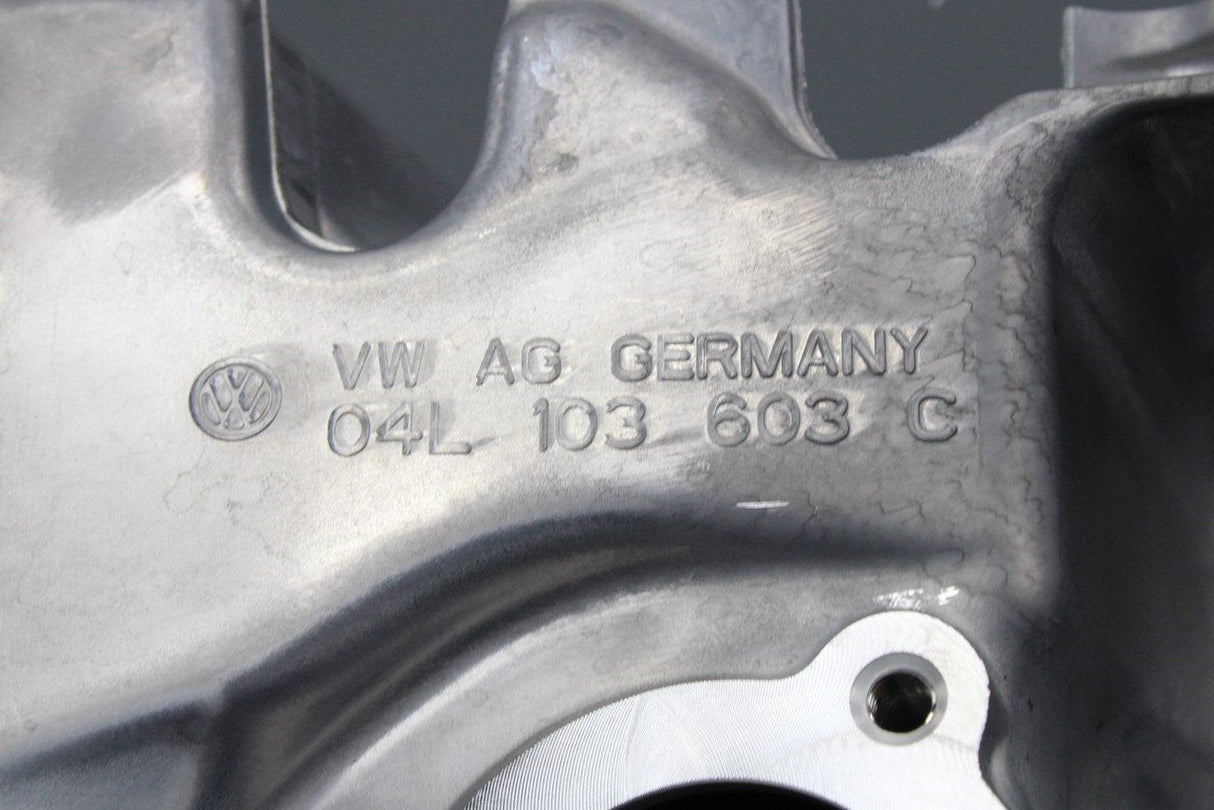 VW AG GERMANY
04L 103 603 C